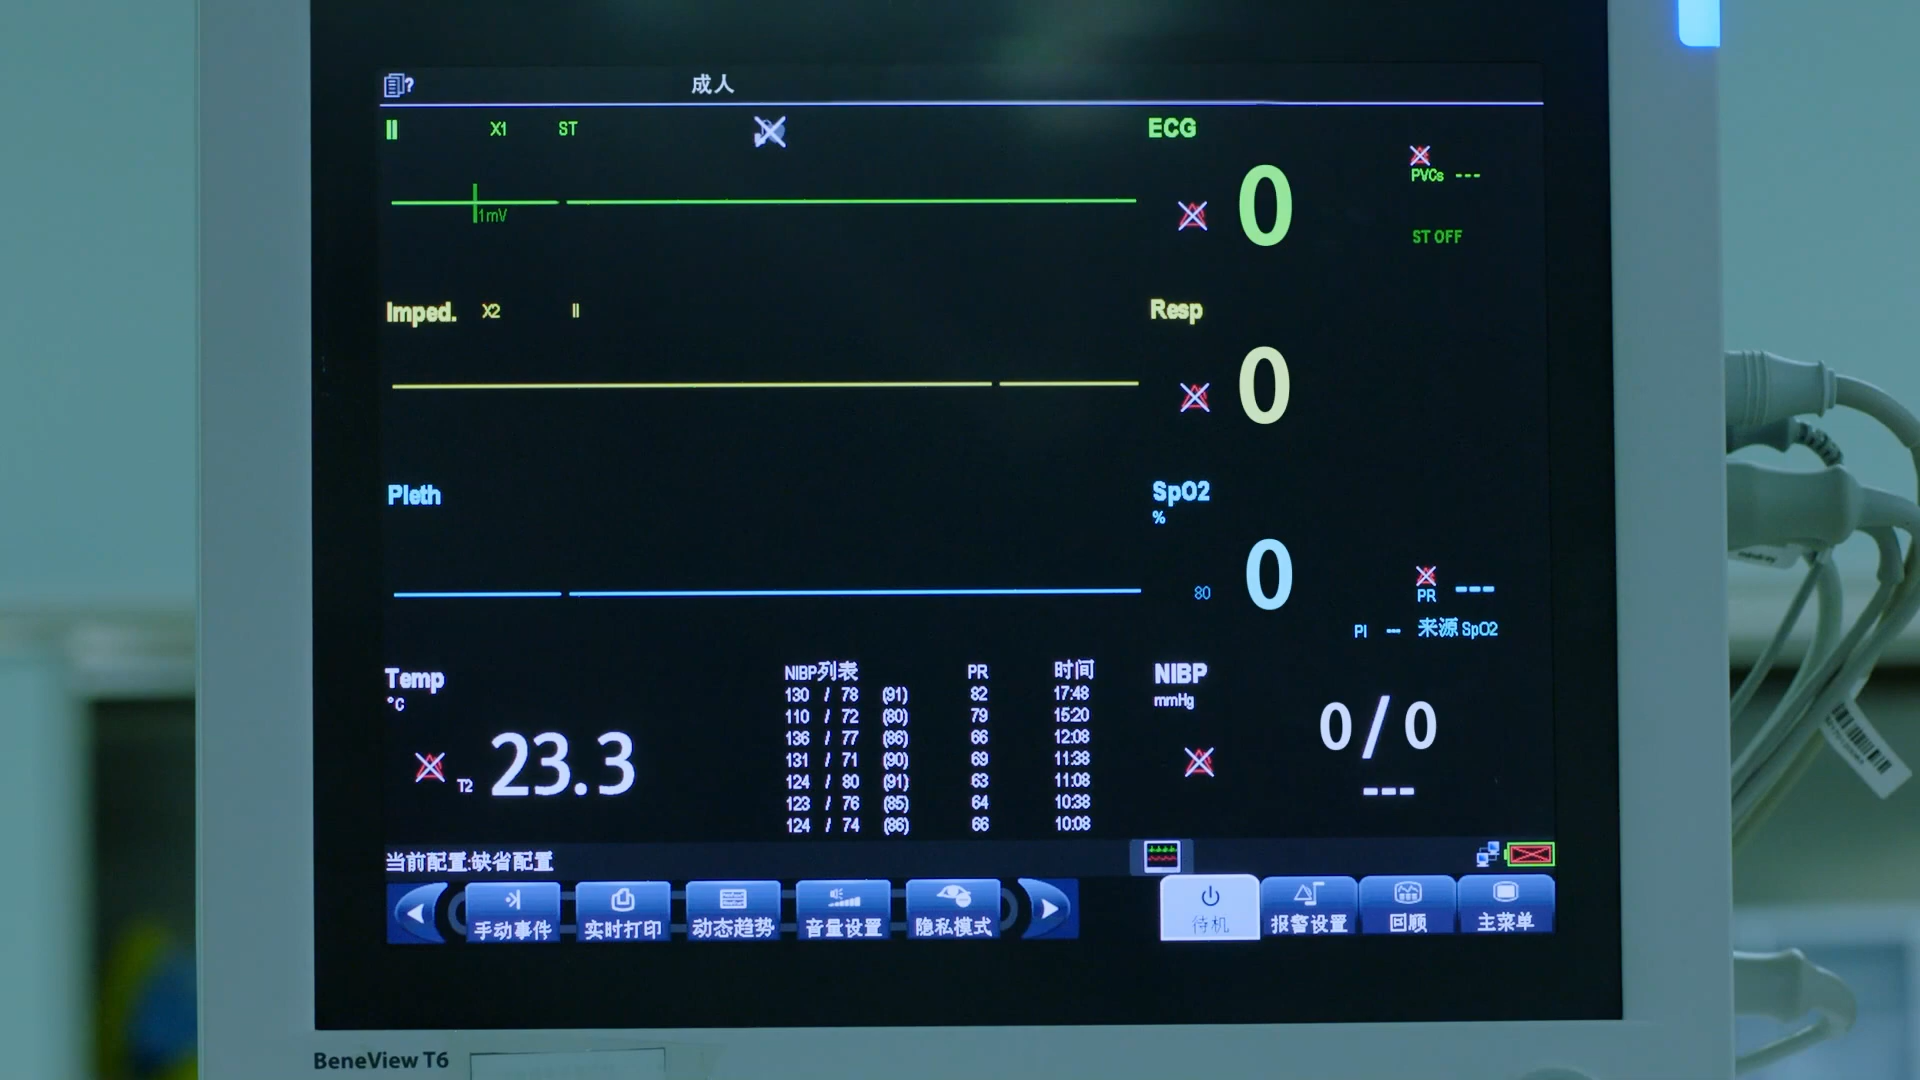 ?
成人
II X1 ST
1mV
ECG
0
PVCs ---
ST OFF
Imped. X2 II
Resp
0
Pleth
SpO2
%
80
0
PR ---
PI -- 来源 SpO2
Temp
°C
T2 23.3
NIBP列表 PR 时间
130 / 78 (91) 82 17:48
110 / 72 (80) 79 15:20
136 / 77 (86) 66 12:08
131 / 71 (90) 69 11:38
124 / 80 (91) 63 11:08
123 / 76 (85) 64 10:38
124 / 74 (86) 66 10:08
NIBP
mmHg
0 / 0
---
当前配置:缺省配置
手动事件 实时打印 动态趋势 音量设置 隐私模式 待机 报警设置 回顾 主菜单
BeneView T6